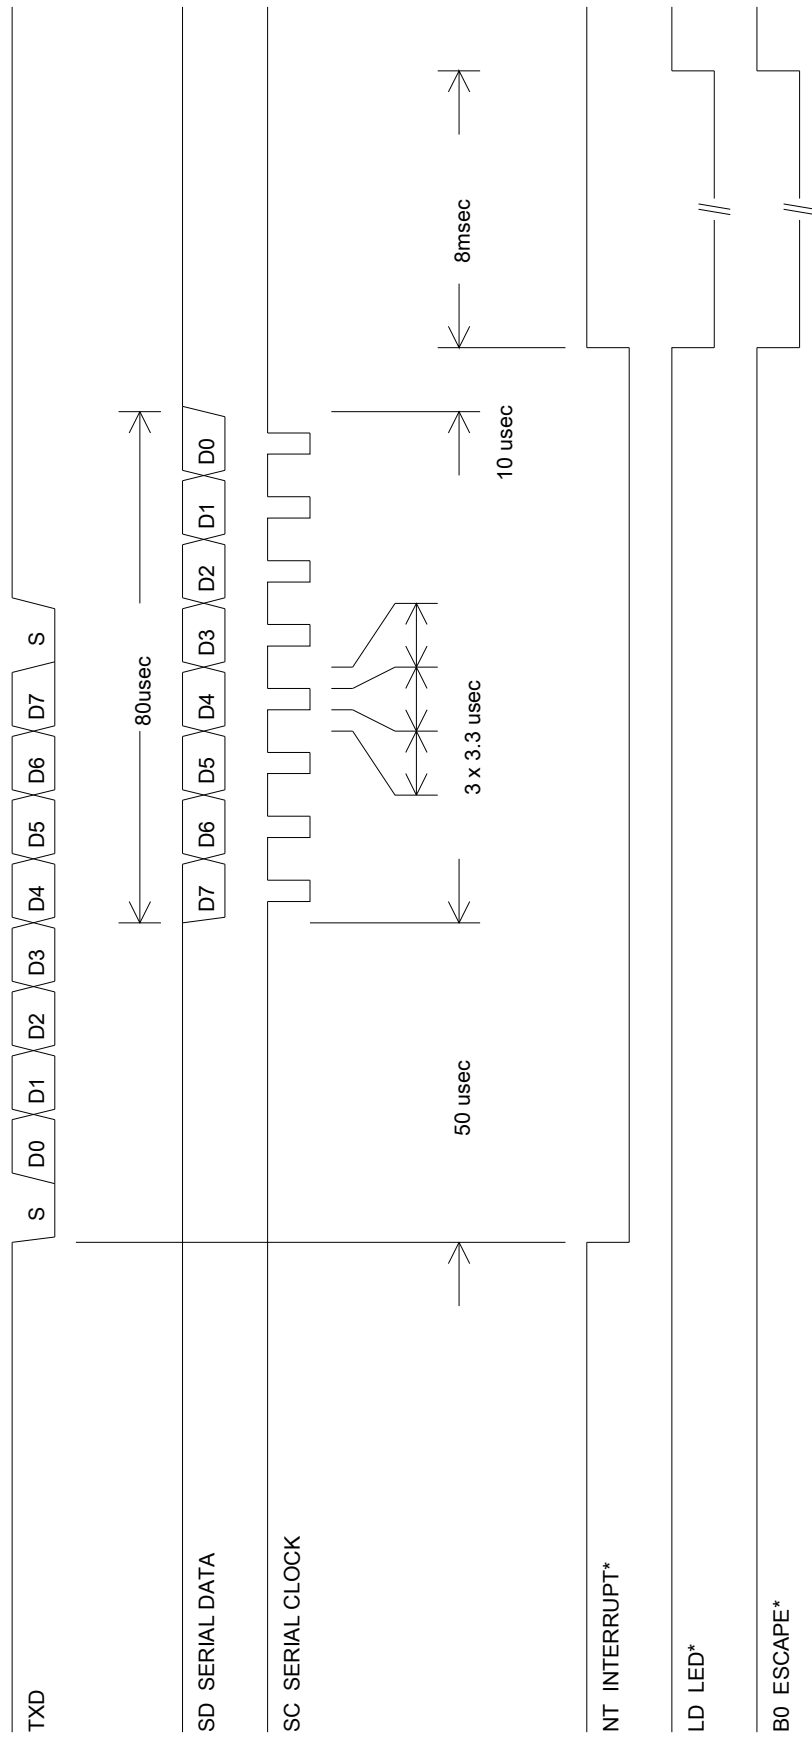 TXD
S D0 D1 D2 D3 D4 D5 D6 D7 S
80usec
SD SERIAL DATA
D7 D6 D5 D4 D3 D2 D1 D0
SC SERIAL CLOCK
50 usec
3 x 3.3 usec
10 usec
8msec
NT INTERRUPT*
LD LED*
B0 ESCAPE*